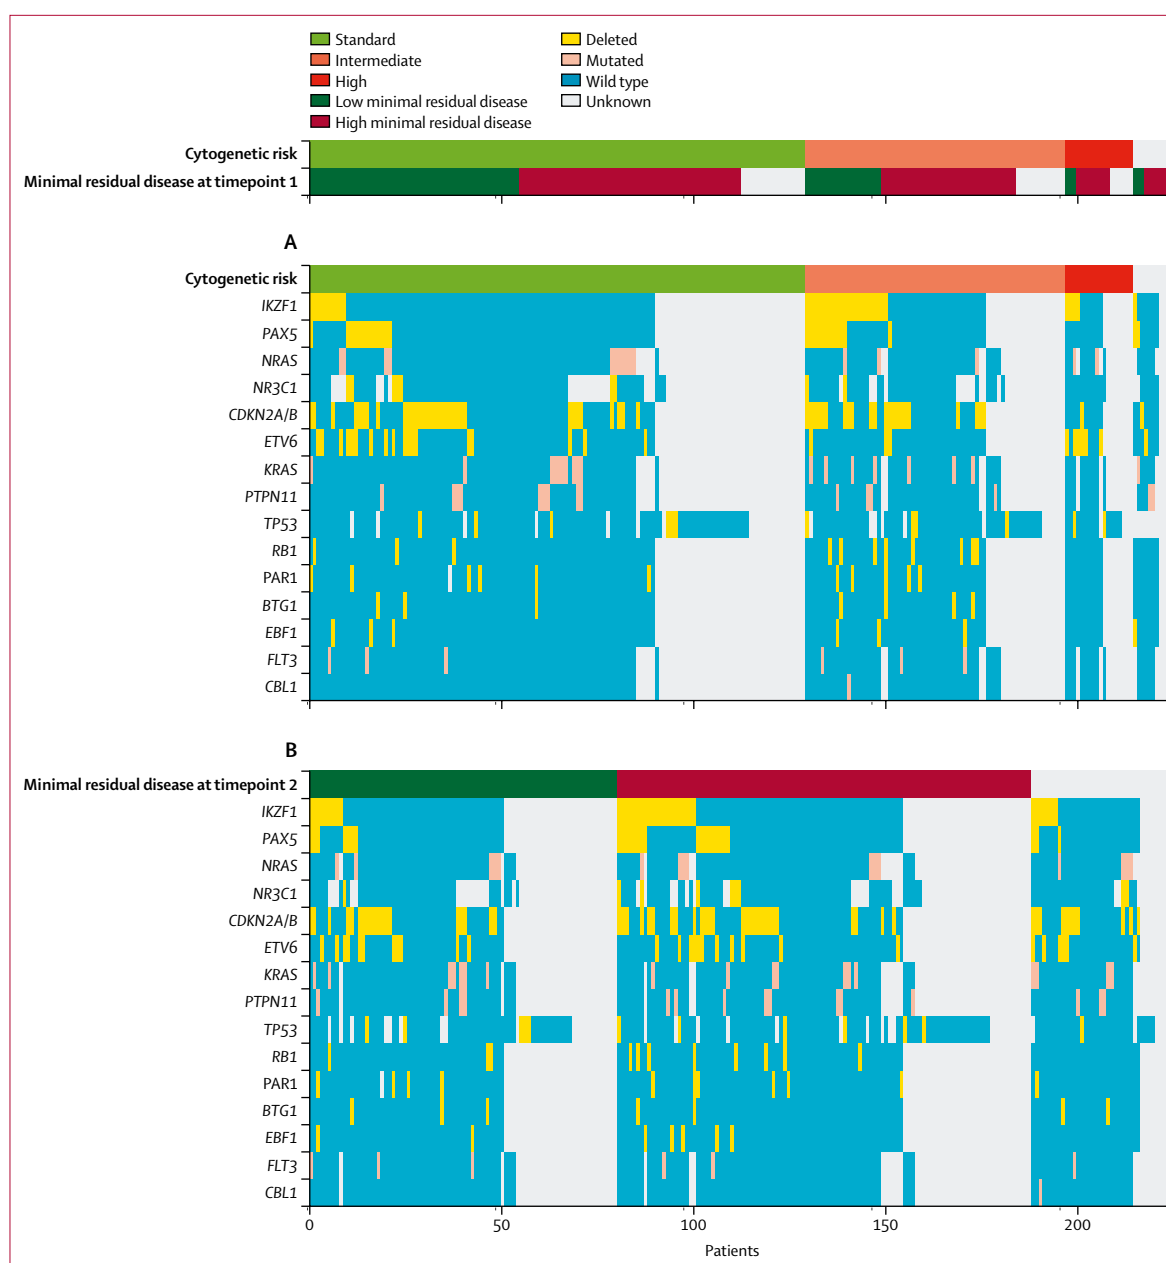 Standard
Intermediate
High
Low minimal residual disease
High minimal residual disease
Deleted
Mutated
Wild type
Unknown
Cytogenetic risk
Minimal residual disease at timepoint 1
A
Cytogenetic risk
IKZF1
PAX5
NRAS
NR3C1
CDKN2A/B
ETV6
KRAS
PTPN11
TP53
RB1
PAR1
BTG1
EBF1
FLT3
CBL1
B
Minimal residual disease at timepoint 2
IKZF1
PAX5
NRAS
NR3C1
CDKN2A/B
ETV6
KRAS
PTPN11
TP53
RB1
PAR1
BTG1
EBF1
FLT3
CBL1
0 50 100 150 200
Patients